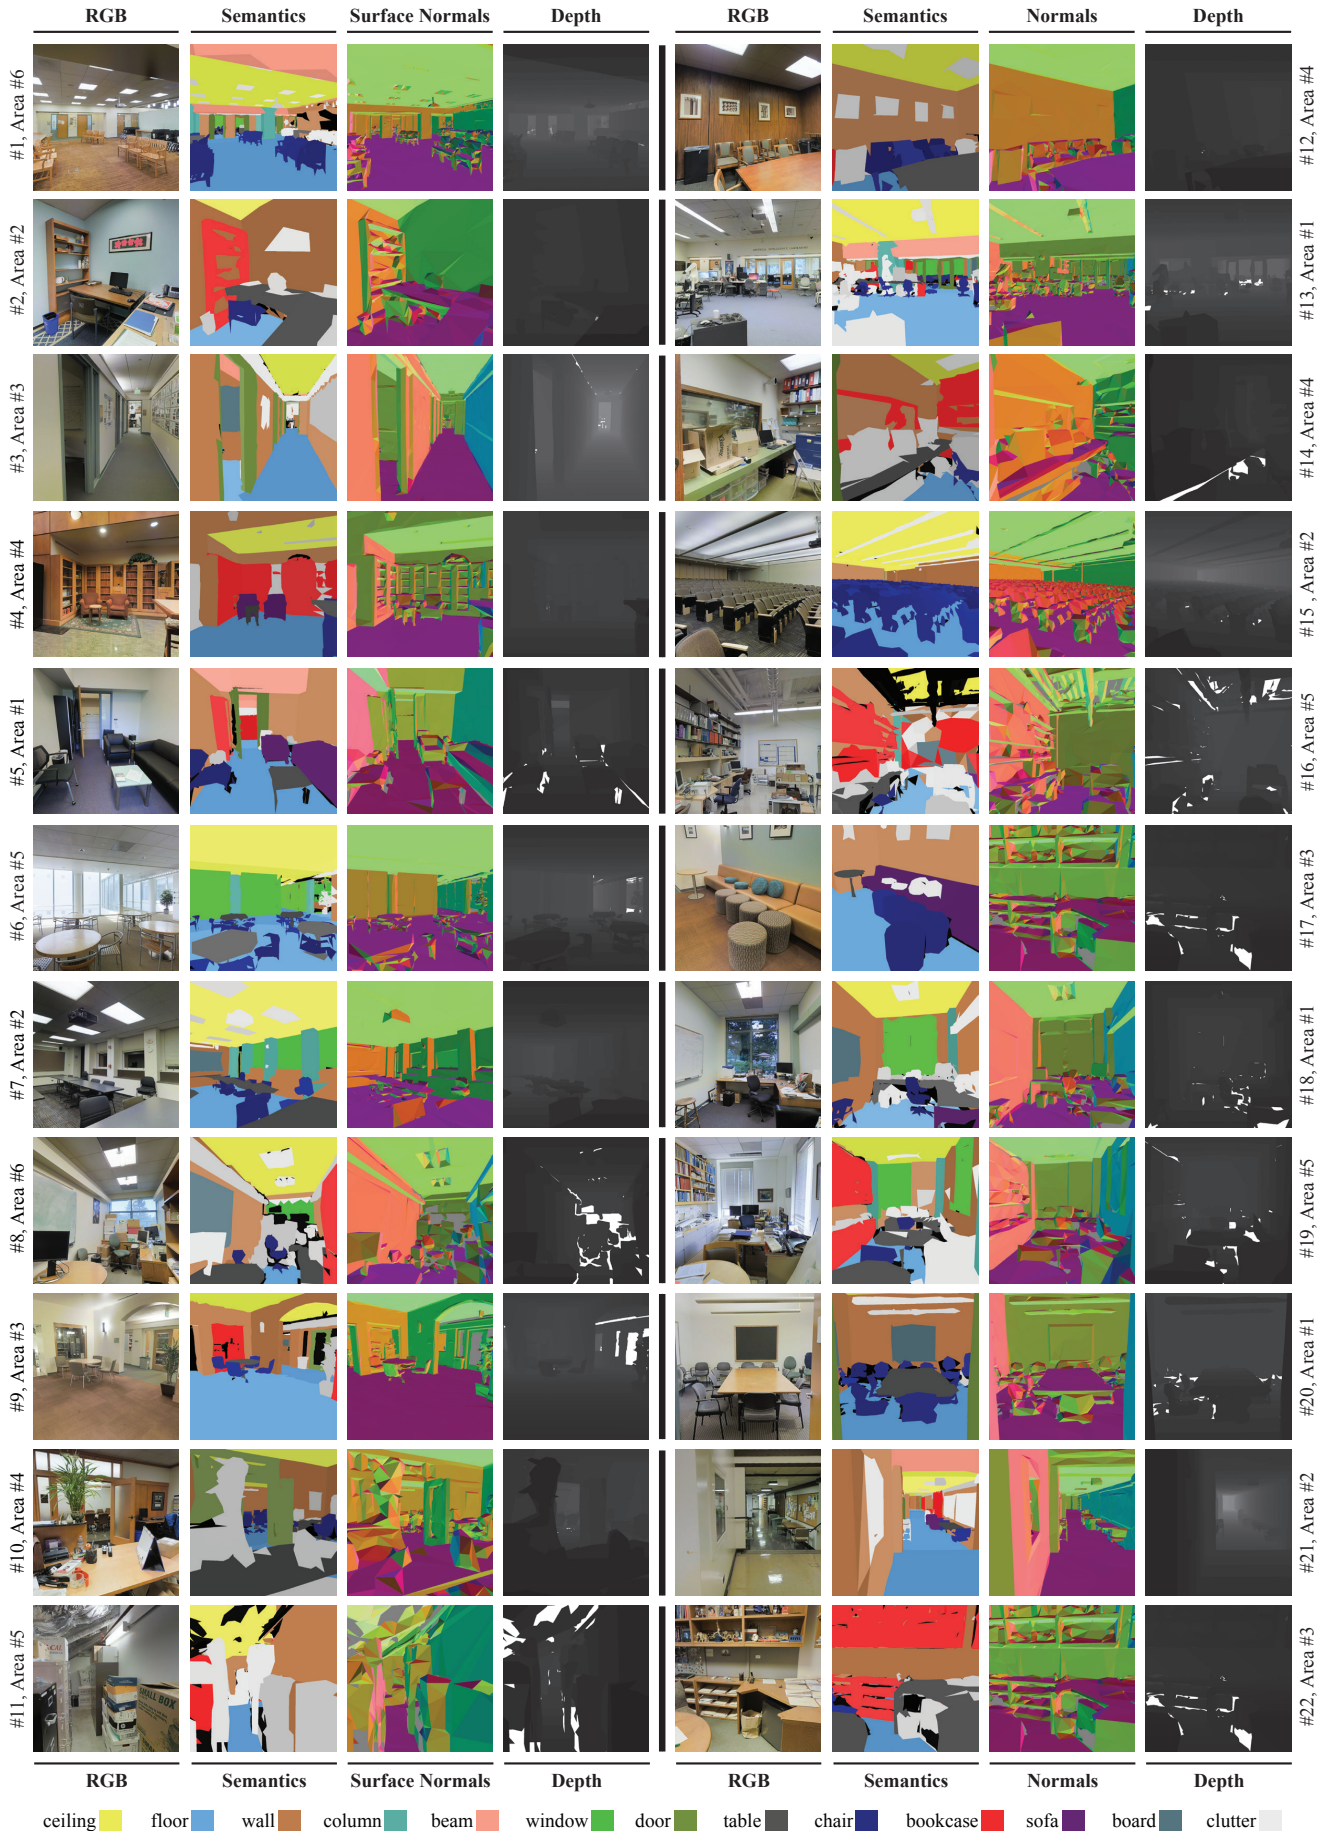 RGB Semantics Surface Normals Depth RGB Semantics Normals Depth
#1, Area #6
#2, Area #2
#3, Area #3
#4, Area #4
#5, Area #1
#6, Area #5
#7, Area #2
#8, Area #6
#9, Area #3
#10, Area #4
#11, Area #5
#12, Area #4
#13, Area #1
#14, Area #4
#15 , Area #2
#16, Area #5
#17, Area #3
#18, Area #1
#19, Area #5
#20, Area #1
#21, Area #2
#22, Area #3
SMALL BOX
RGB Semantics Surface Normals Depth RGB Semantics Normals Depth
ceiling floor wall column beam window door table chair bookcase sofa board clutter